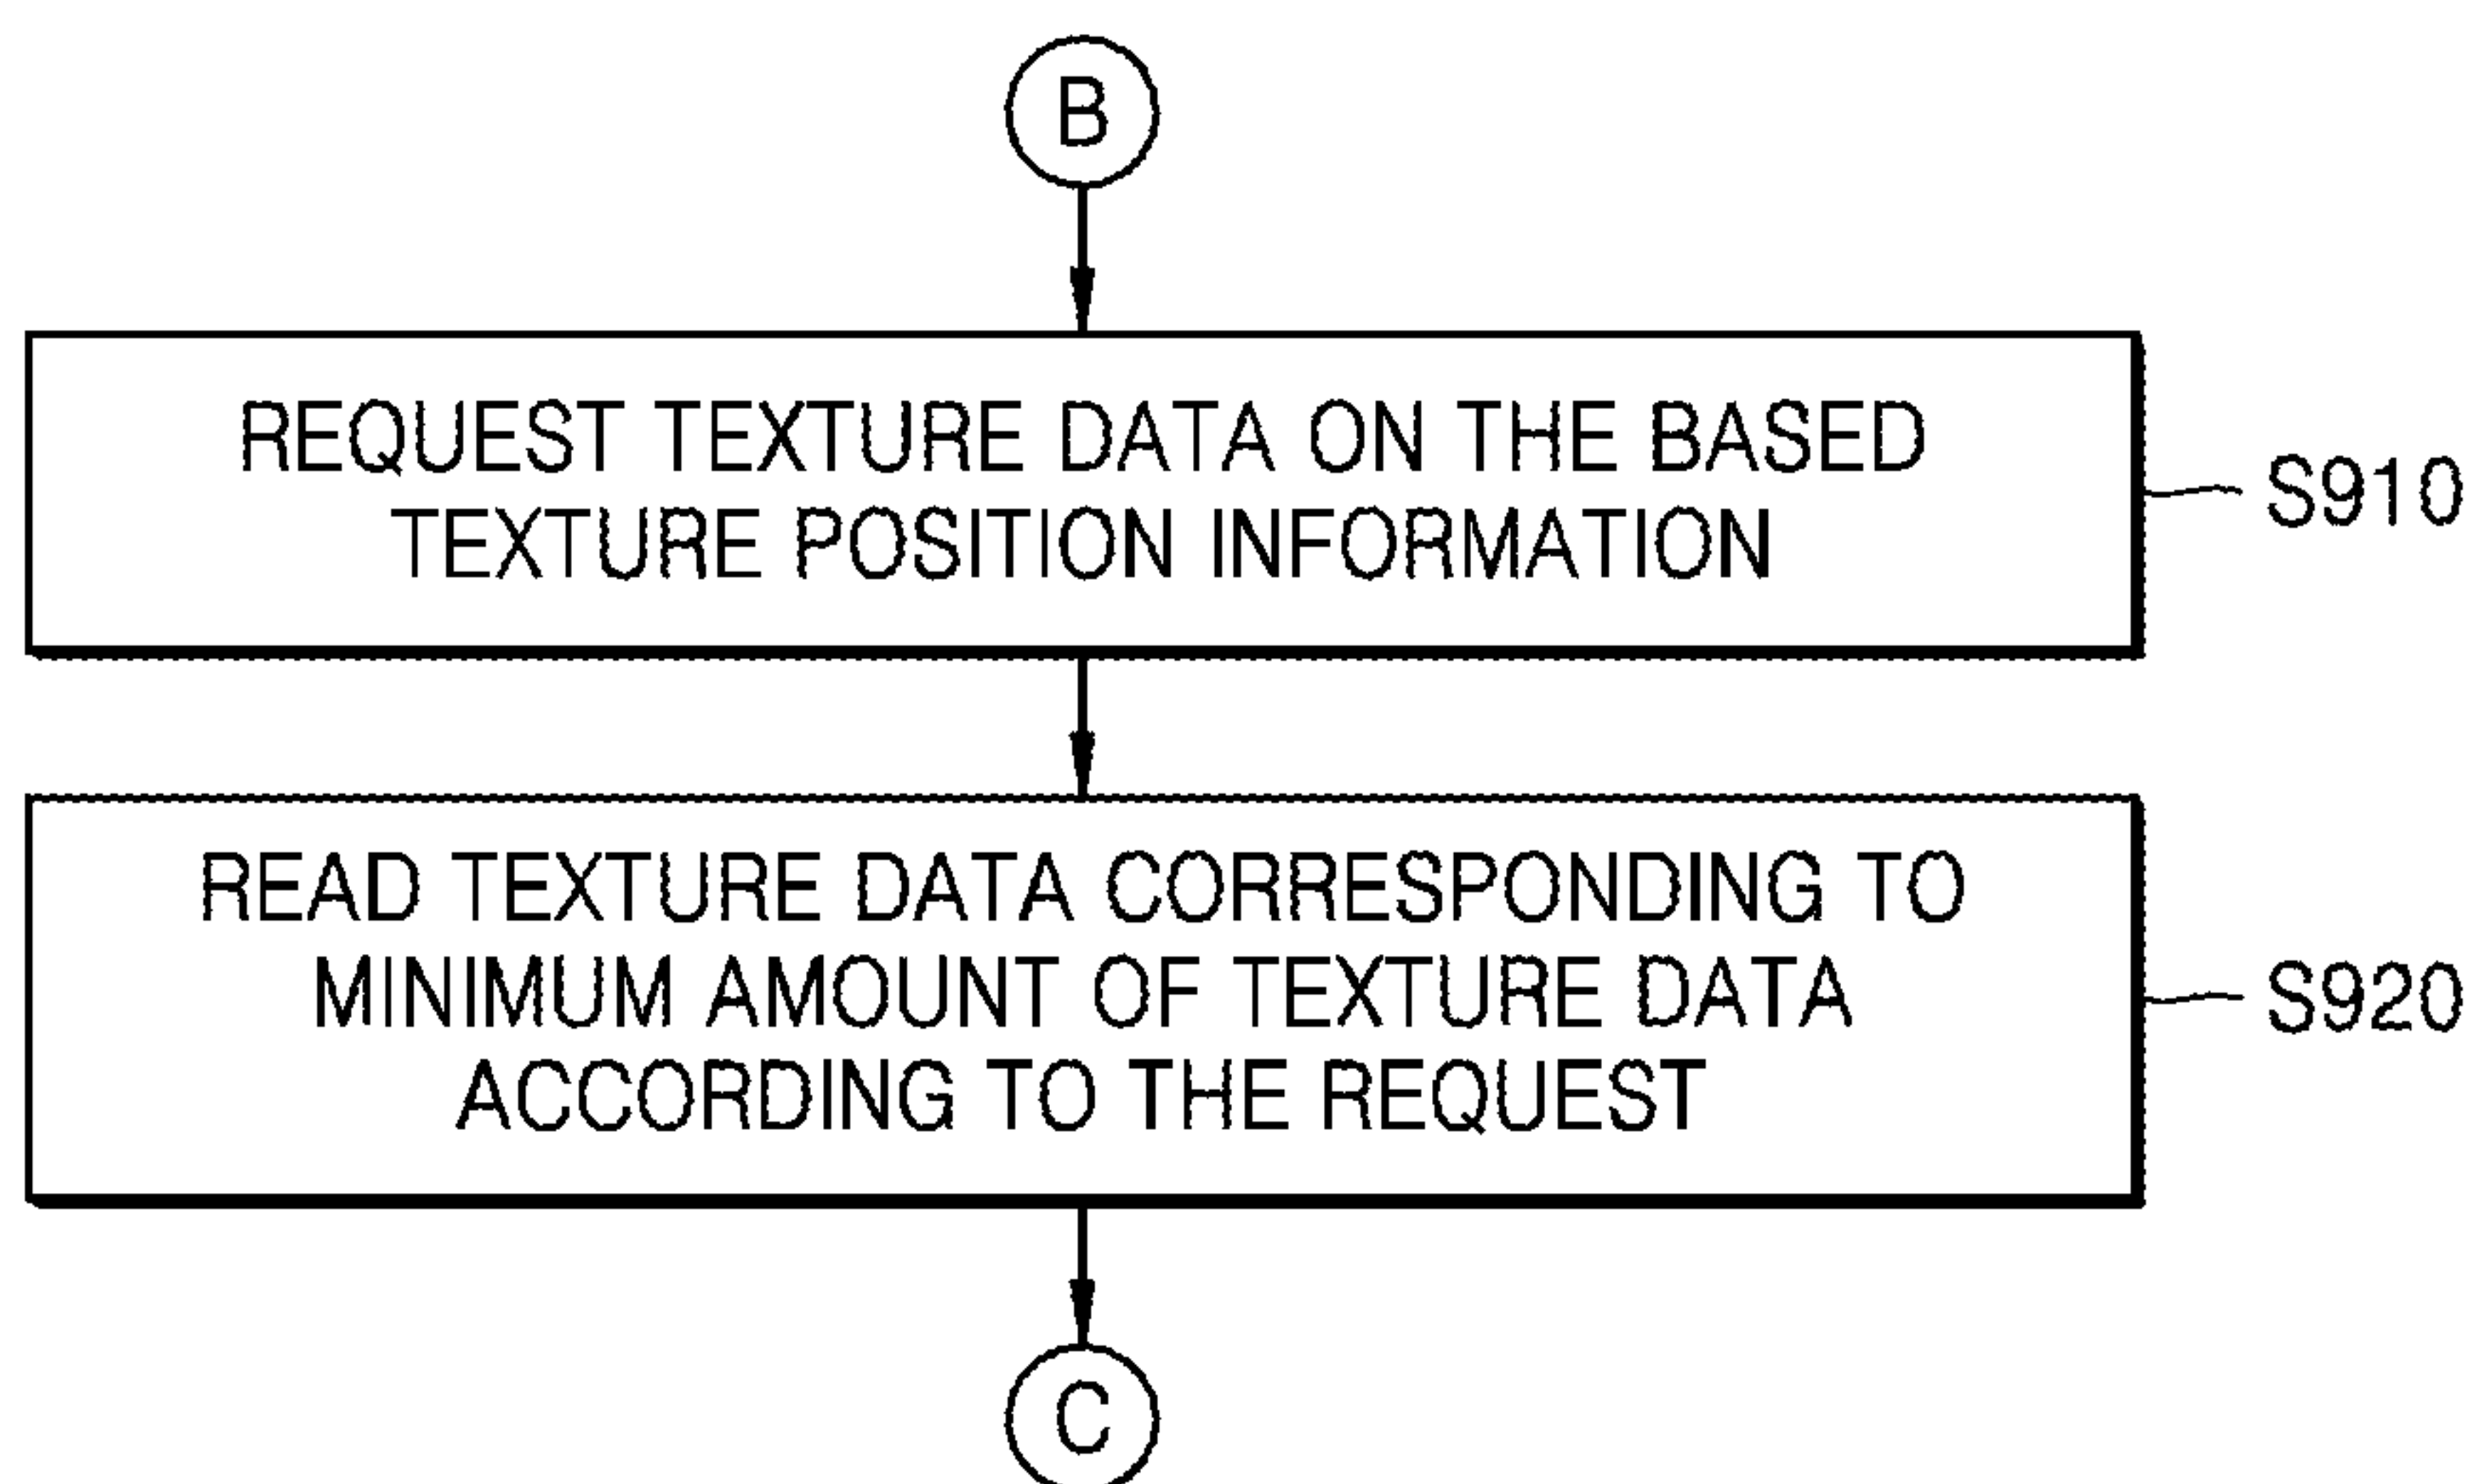 B
REQUEST TEXTURE DATA ON THE BASED
TEXTURE POSITION INFORMATION
S910
READ TEXTURE DATA CORRESPONDING TO
MINIMUM AMOUNT OF TEXTURE DATA
ACCORDING TO THE REQUEST
S920
C